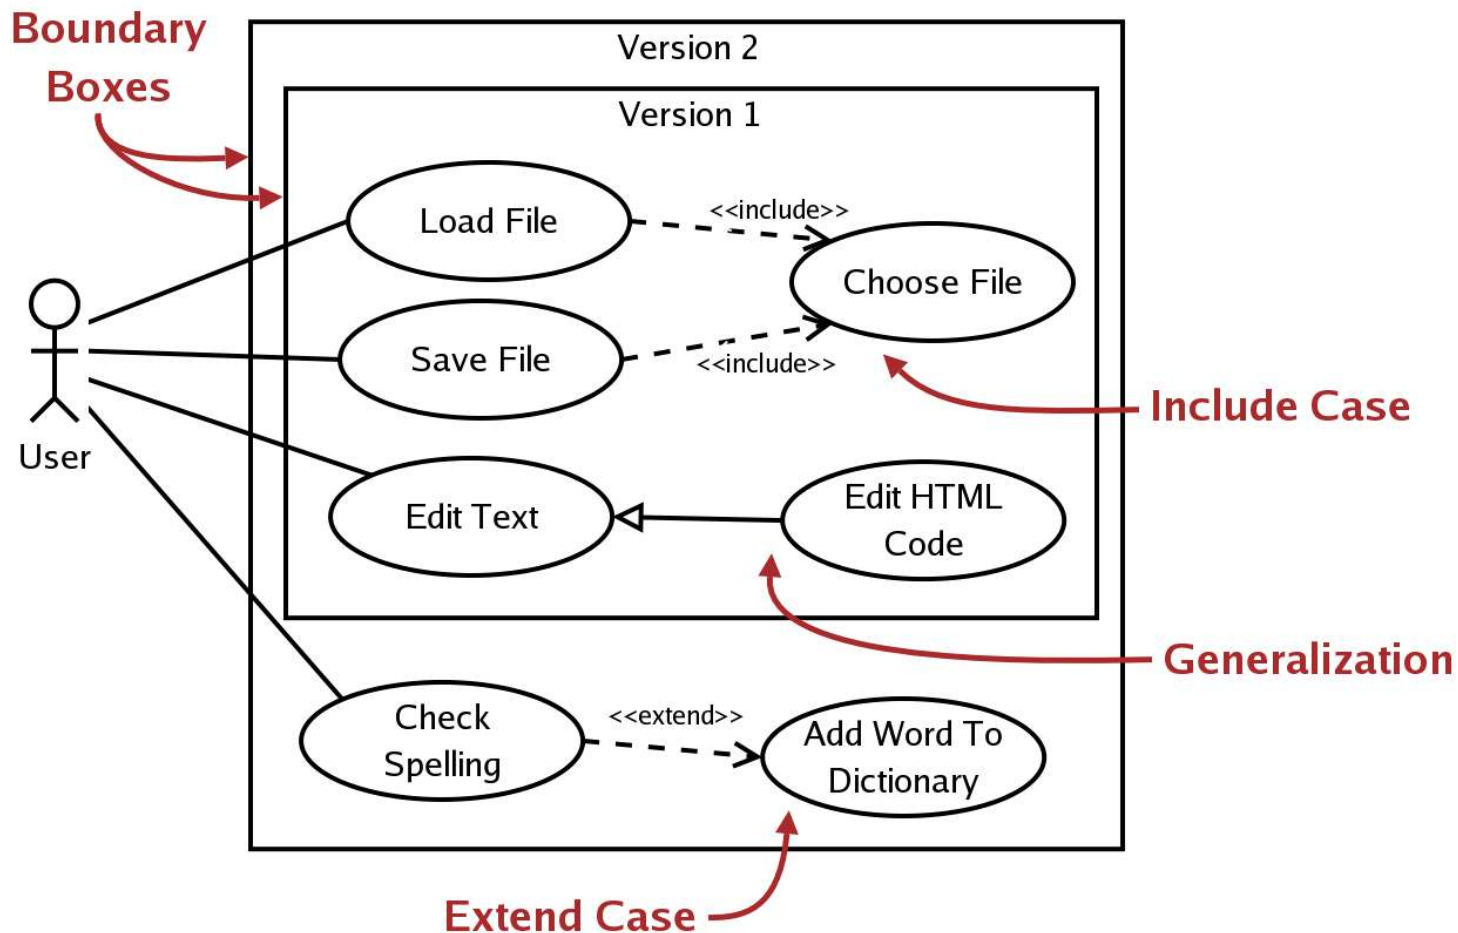 Boundary
Boxes
Version 2
Version 1
Load File
<<include>>
Choose File
Save File
<<include>>
Include Case
User
Edit Text
Edit HTML
Code
Generalization
Check
Spelling
<<extend>>
Add Word To
Dictionary
Extend Case